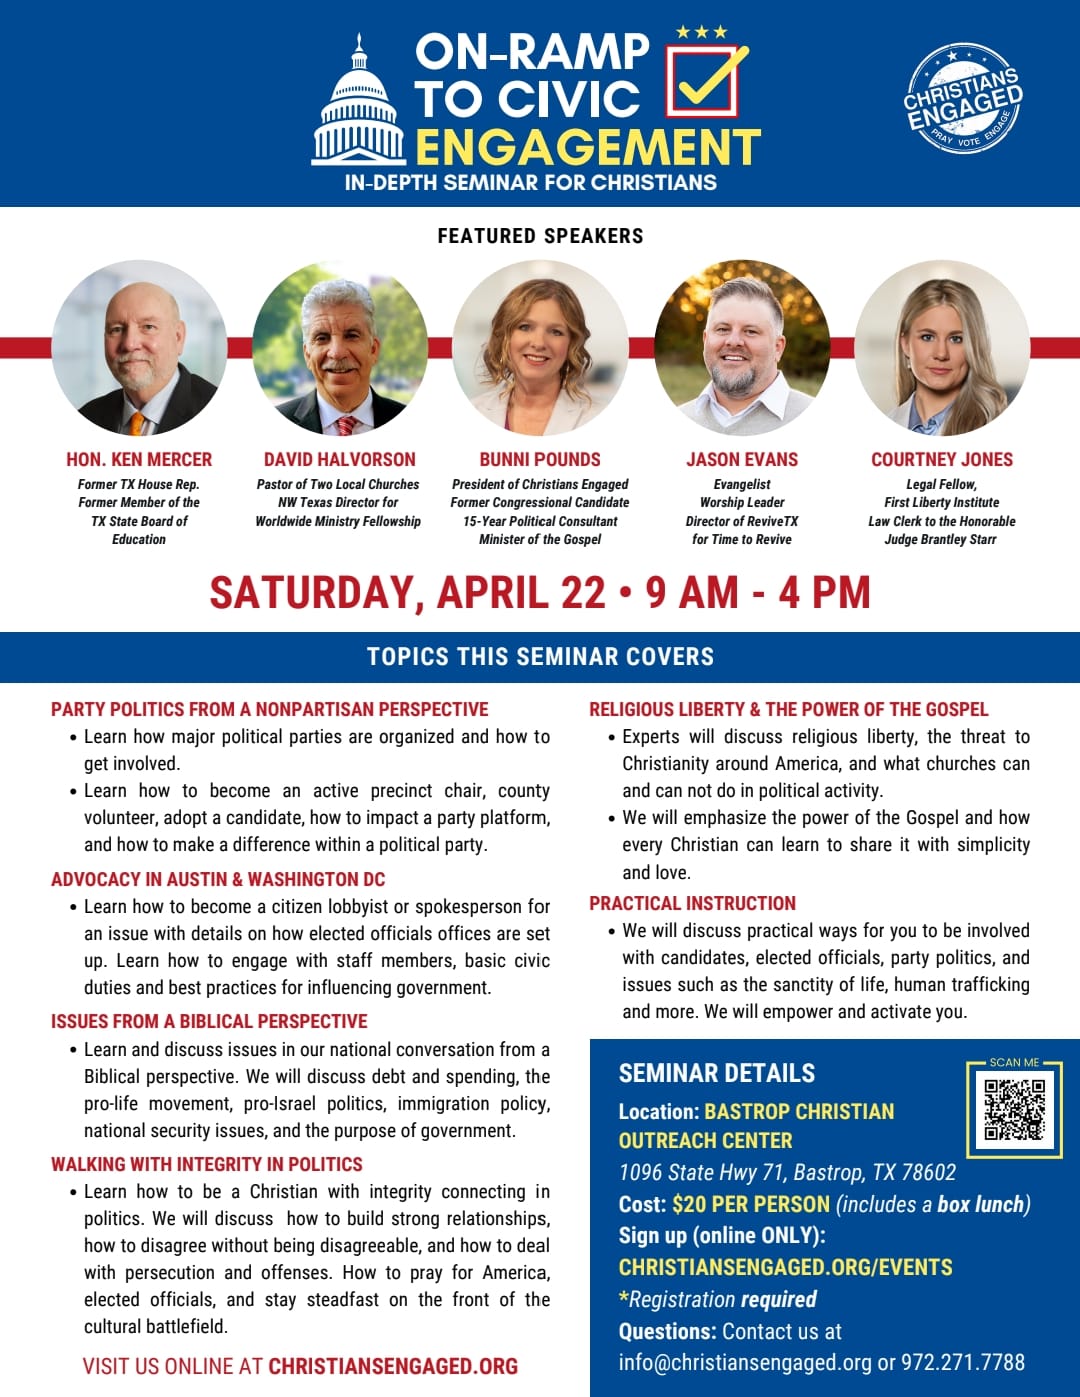 ON-RAMP
TO CIVIC
ENGAGEMENT
IN-DEPTH SEMINAR FOR CHRISTIANS
CHRISTIANS
ENGAGED
PRAY VOTE ENGAGE
FEATURED SPEAKERS
HON. KEN MERCER
Former TX House Rep.
Former Member of the
TX State Board of
Education
DAVID HALVORSON
Pastor of Two Local Churches
NW Texas Director for
Worldwide Ministry Fellowship
BUNNI POUNDS
President of Christians Engaged
Former Congressional Candidate
15-Year Political Consultant
Minister of the Gospel
JASON EVANS
Evangelist
Worship Leader
Director of ReviveTX
for Time to Revive
COURTNEY JONES
Legal Fellow,
First Liberty Institute
Law Clerk to the Honorable
Judge Brantley Starr
SATURDAY, APRIL 22 • 9 AM - 4 PM
TOPICS THIS SEMINAR COVERS
PARTY POLITICS FROM A NONPARTISAN PERSPECTIVE
• Learn how major political parties are organized and how to
get involved.
• Learn how to become an active precinct chair, county
volunteer, adopt a candidate, how to impact a party platform,
and how to make a difference within a political party.
ADVOCACY IN AUSTIN & WASHINGTON DC
• Learn how to become a citizen lobbyist or spokesperson for
an issue with details on how elected officials offices are set
up. Learn how to engage with staff members, basic civic
duties and best practices for influencing government.
ISSUES FROM A BIBLICAL PERSPECTIVE
• Learn and discuss issues in our national conversation from a
Biblical perspective. We will discuss debt and spending, the
pro-life movement, pro-Israel politics, immigration policy,
national security issues, and the purpose of government.
WALKING WITH INTEGRITY IN POLITICS
• Learn how to be a Christian with integrity connecting in
politics. We will discuss how to build strong relationships,
how to disagree without being disagreeable, and how to deal
with persecution and offenses. How to pray for America,
elected officials, and stay steadfast on the front of the
cultural battlefield.
VISIT US ONLINE AT CHRISTIANSENGAGED.ORG
RELIGIOUS LIBERTY & THE POWER OF THE GOSPEL
• Experts will discuss religious liberty, the threat to
Christianity around America, and what churches can
and can not do in political activity.
• We will emphasize the power of the Gospel and how
every Christian can learn to share it with simplicity
and love.
PRACTICAL INSTRUCTION
• We will discuss practical ways for you to be involved
with candidates, elected officials, party politics, and
issues such as the sanctity of life, human trafficking
and more. We will empower and activate you.
SEMINAR DETAILS
SCAN ME
Location: BASTROP CHRISTIAN
OUTREACH CENTER
1096 State Hwy 71, Bastrop, TX 78602
Cost: $20 PER PERSON (includes a box lunch)
Sign up (online ONLY):
CHRISTIANSENGAGED.ORG/EVENTS
*Registration required
Questions: Contact us at
info@christiansengaged.org or 972.271.7788